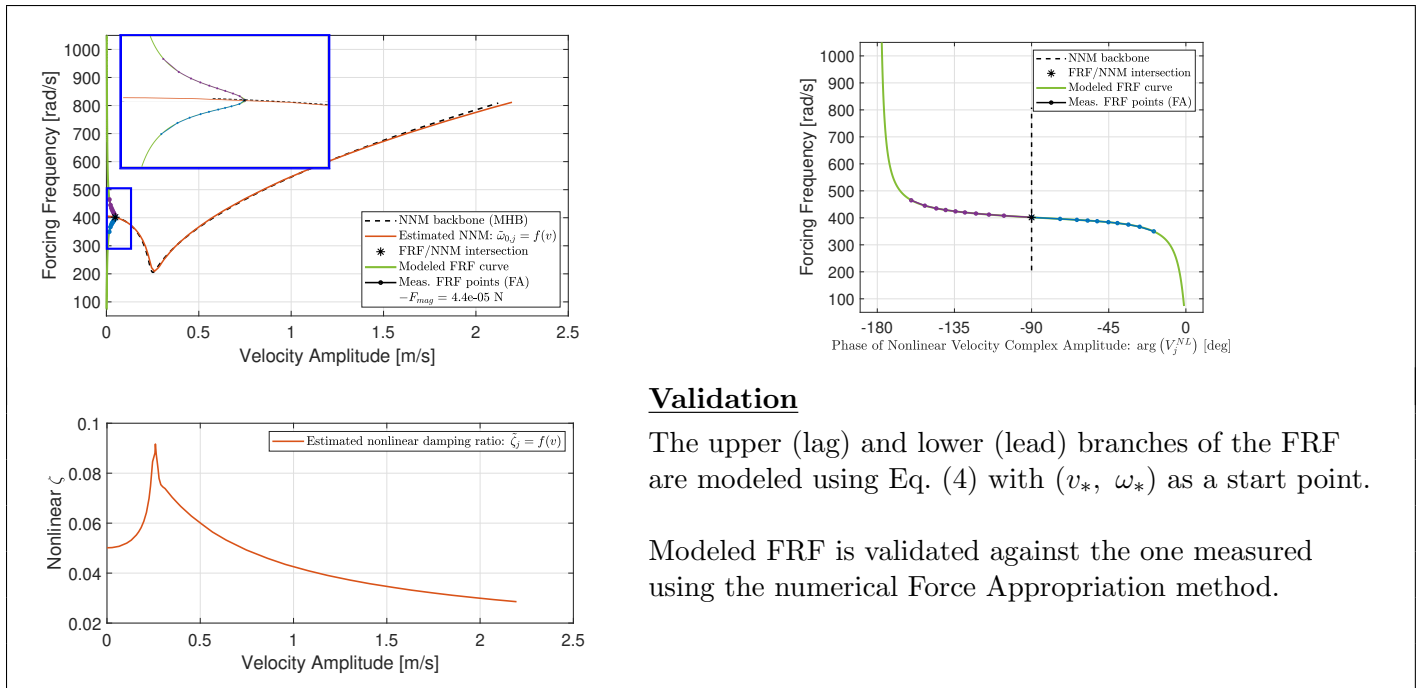 1000
900
800
700
600
500
400
300
200
100
Forcing Frequency [rad/s]
NNM backbone (MHB)
Estimated NNM: ω̃₀,ⱼ = f(v)
FRF/NNM intersection
Modeled FRF curve
Meas. FRF points (FA)
−F_mag = 4.4e-05 N
0 0.5 1 1.5 2 2.5
Velocity Amplitude [m/s]
1000
900
800
700
600
500
400
300
200
100
Forcing Frequency [rad/s]
NNM backbone
FRF/NNM intersection
Modeled FRF curve
Meas. FRF points (FA)
-180 -135 -90 -45 0
Phase of Nonlinear Velocity Complex Amplitude: arg (V_j^{NL}) [deg]
0.1
0.08
0.06
0.04
0.02
Nonlinear ζ
Estimated nonlinear damping ratio: ζ̃ⱼ = f(v)
0 0.5 1 1.5 2 2.5
Velocity Amplitude [m/s]
Validation
The upper (lag) and lower (lead) branches of the FRF
are modeled using Eq. (4) with (v∗, ω∗) as a start point.
Modeled FRF is validated against the one measured
using the numerical Force Appropriation method.